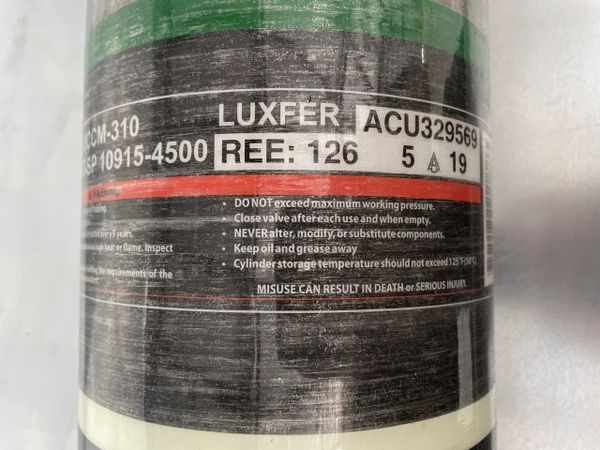 CCM-310 LUXFER ACU329569
SP 10915-4500 REE: 126 5 19
• DO NOT exceed maximum working pressure.
• Close valve after each use and when empty.
• NEVER alter, modify, or substitute components.
• Keep oil and grease away
• Cylinder storage temperature should not exceed 125°F (50°C)
MISUSE CAN RESULT IN DEATH or SERIOUS INJURY.
every 5 years.
high heat or flame. Inspect
the requirements of the